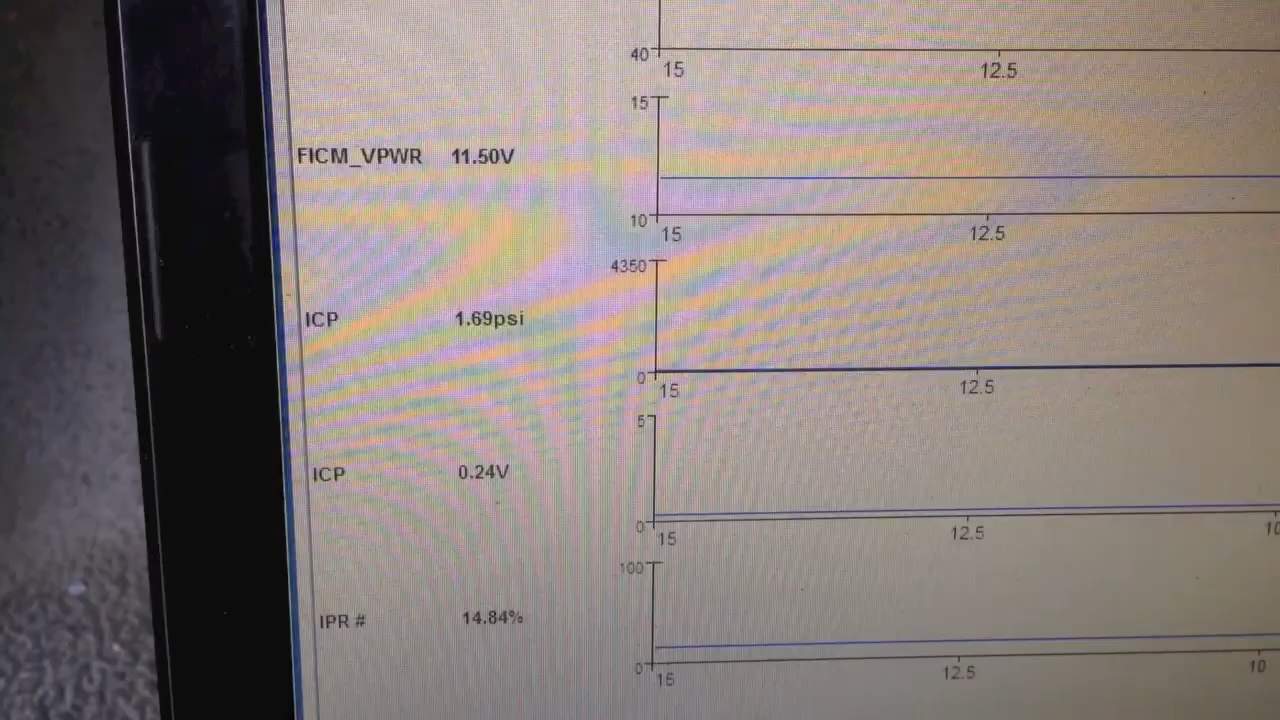 40
15 12.5
15
FICM_VPWR 11.50V
10
15 12.5
4350
ICP 1.69psi
0
15 12.5
5
ICP 0.24V
0
15 12.5
100
IPR # 14.84%
0
15 12.5 10